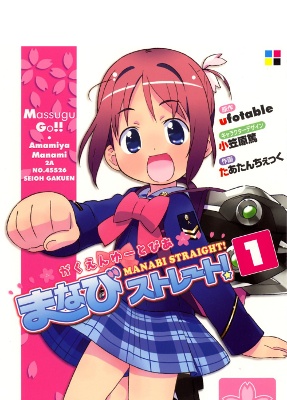 Massugu
Go!!
Amamiya
Manami
2A
NO.45526
SEIOH GAKUEN
原作
ufotable
キャラクターデザイン
小笠原篤
作画
たあたんちぇっく
がくえんゆーとぴあ
まなびストレート!
MANABI STRAIGHT!
1